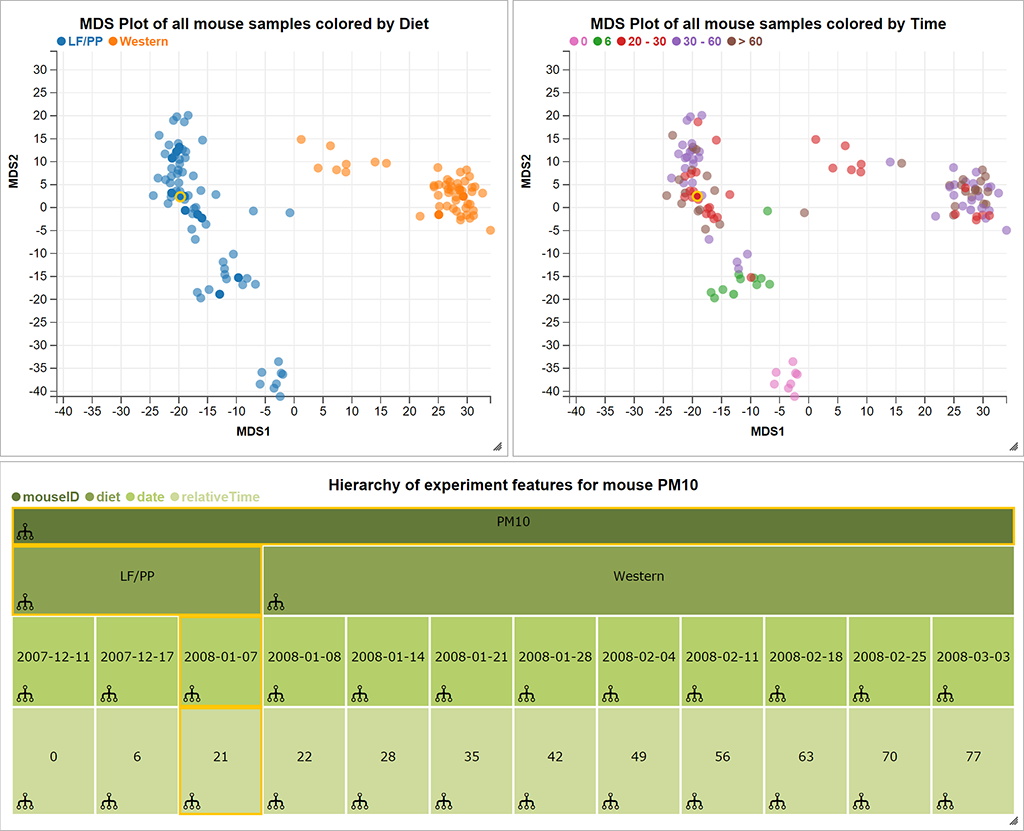 MDS Plot of all mouse samples colored by Diet
LF/PP Western
30
25
20
15
10
5
0
-5
-10
-15
-20
-25
-30
-35
-40
MDS2
-40 -35 -30 -25 -20 -15 -10 -5 0 5 10 15 20 25 30
MDS1
MDS Plot of all mouse samples colored by Time
0 6 20 - 30 30 - 60 > 60
30
25
20
15
10
5
0
-5
-10
-15
-20
-25
-30
-35
-40
MDS2
-40 -35 -30 -25 -20 -15 -10 -5 0 5 10 15 20 25 30
MDS1
Hierarchy of experiment features for mouse PM10
mouseID diet date relativeTime
PM10
LF/PP Western
2007-12-11 2007-12-17 2008-01-07 2008-01-08 2008-01-14 2008-01-21 2008-01-28 2008-02-04 2008-02-11 2008-02-18 2008-02-25 2008-03-03
0 6 21 22 28 35 42 49 56 63 70 77